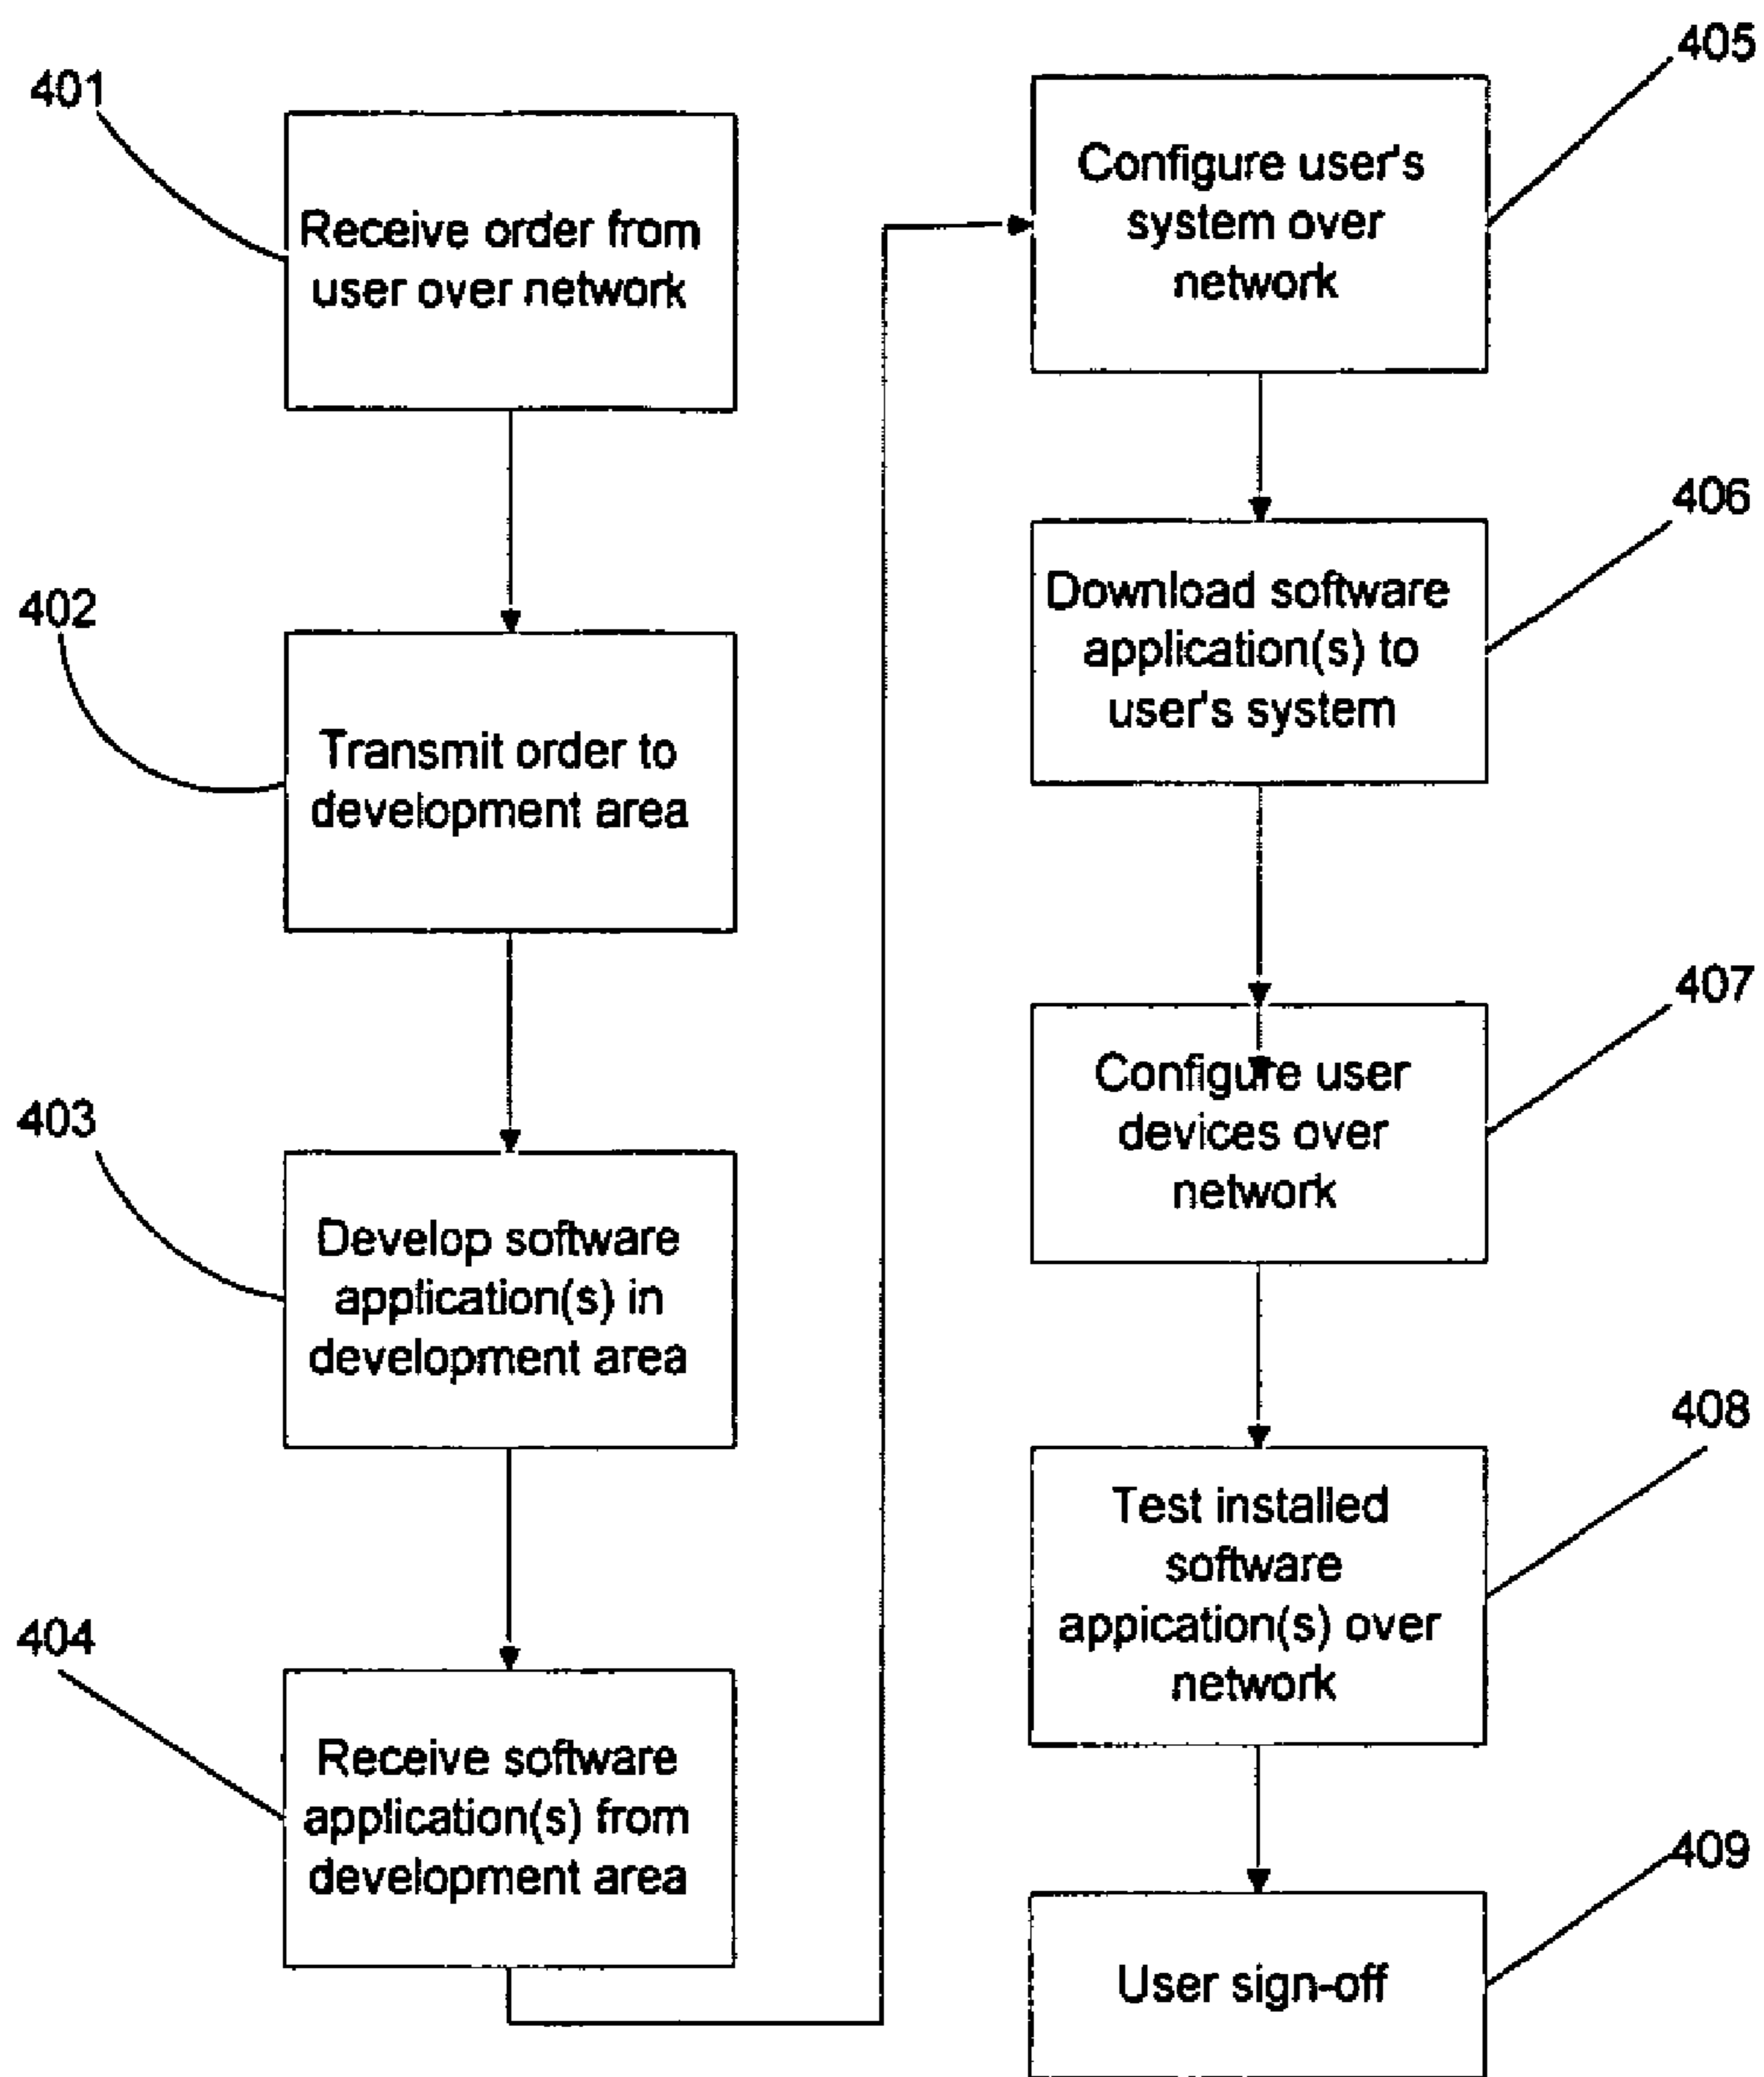 401
Receive order from
user over network
402
Transmit order to
development area
403
Develop software
application(s) in
development area
404
Receive software
application(s) from
development area
405
Configure user's
system over
network
406
Download software
application(s) to
user's system
407
Configure user
devices over
network
408
Test installed
software
appication(s) over
network
409
User sign-off